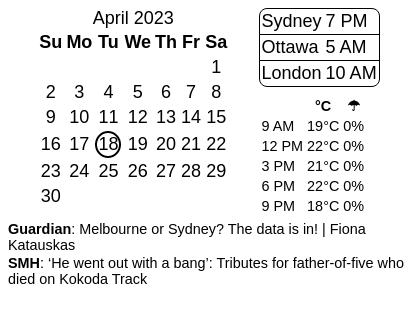 April 2023
Su Mo Tu We Th Fr Sa
1
2 3 4 5 6 7 8
9 10 11 12 13 14 15
16 17 18 19 20 21 22
23 24 25 26 27 28 29
30
Sydney 7 PM
Ottawa 5 AM
London 10 AM
°C ☂
9 AM 19°C 0%
12 PM 22°C 0%
3 PM 21°C 0%
6 PM 22°C 0%
9 PM 18°C 0%
Guardian: Melbourne or Sydney? The data is in! | Fiona
Katauskas
SMH: ‘He went out with a bang’: Tributes for father-of-five who
died on Kokoda Track